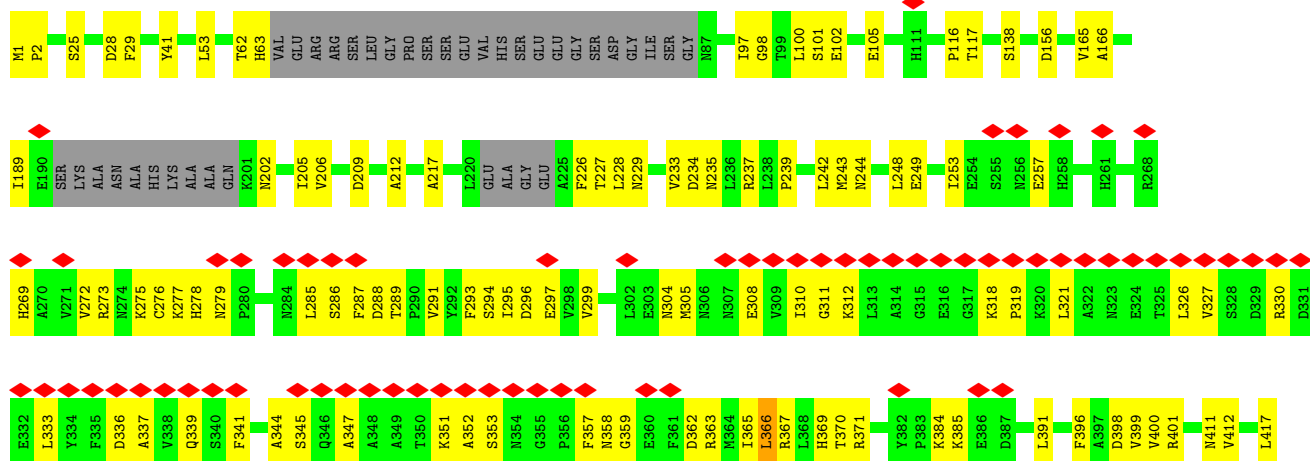 M1 P2 S25 D28 F29 Y41 L53 T62 H63 VAL GLU ARG ARG SER LEU GLY PRO SER SER GLU VAL HIS SER GLU GLU GLY SER ASP GLY ILE SER GLY N87 I97 G98 T99 L100 S101 E102 E105 H111 P116 T117 S138 D156 V165 A166
I189 E190 SER LYS ALA ASN ALA HIS LYS ALA ALA GLN K201 N202 I205 V206 D209 A212 A217 L220 GLU ALA GLY GLU A225 F226 T227 L228 N229 V233 D234 N235 L236 R237 L238 P239 L242 M243 N244 L248 E249 I253 E254 S255 N256 E257 H258 H261 R268
H269 A270 V271 V272 R273 N274 K275 C276 K277 H278 N279 P280 N284 L285 S286 F287 D288 T289 P290 V291 Y292 F293 S294 I295 D296 E297 V298 V299 L302 E303 N304 M305 N306 N307 E308 V309 I310 G311 K312 L313 A314 G315 E316 G317 K318 P319 K320 L321 A322 N323 E324 T325 L326 V327 S328 D329 R330 D331
E332 L333 Y334 F335 D336 A337 V338 Q339 S340 F341 A344 S345 Q346 A347 A348 A349 T350 K351 A352 S353 N354 G355 P356 F357 N358 G359 E360 F361 D362 R363 M364 I365 L366 R367 L368 H369 T370 R371 Y382 P383 K384 K385 E386 D387 L391 F396 A397 D398 V399 V400 R401 N411 V412 L417